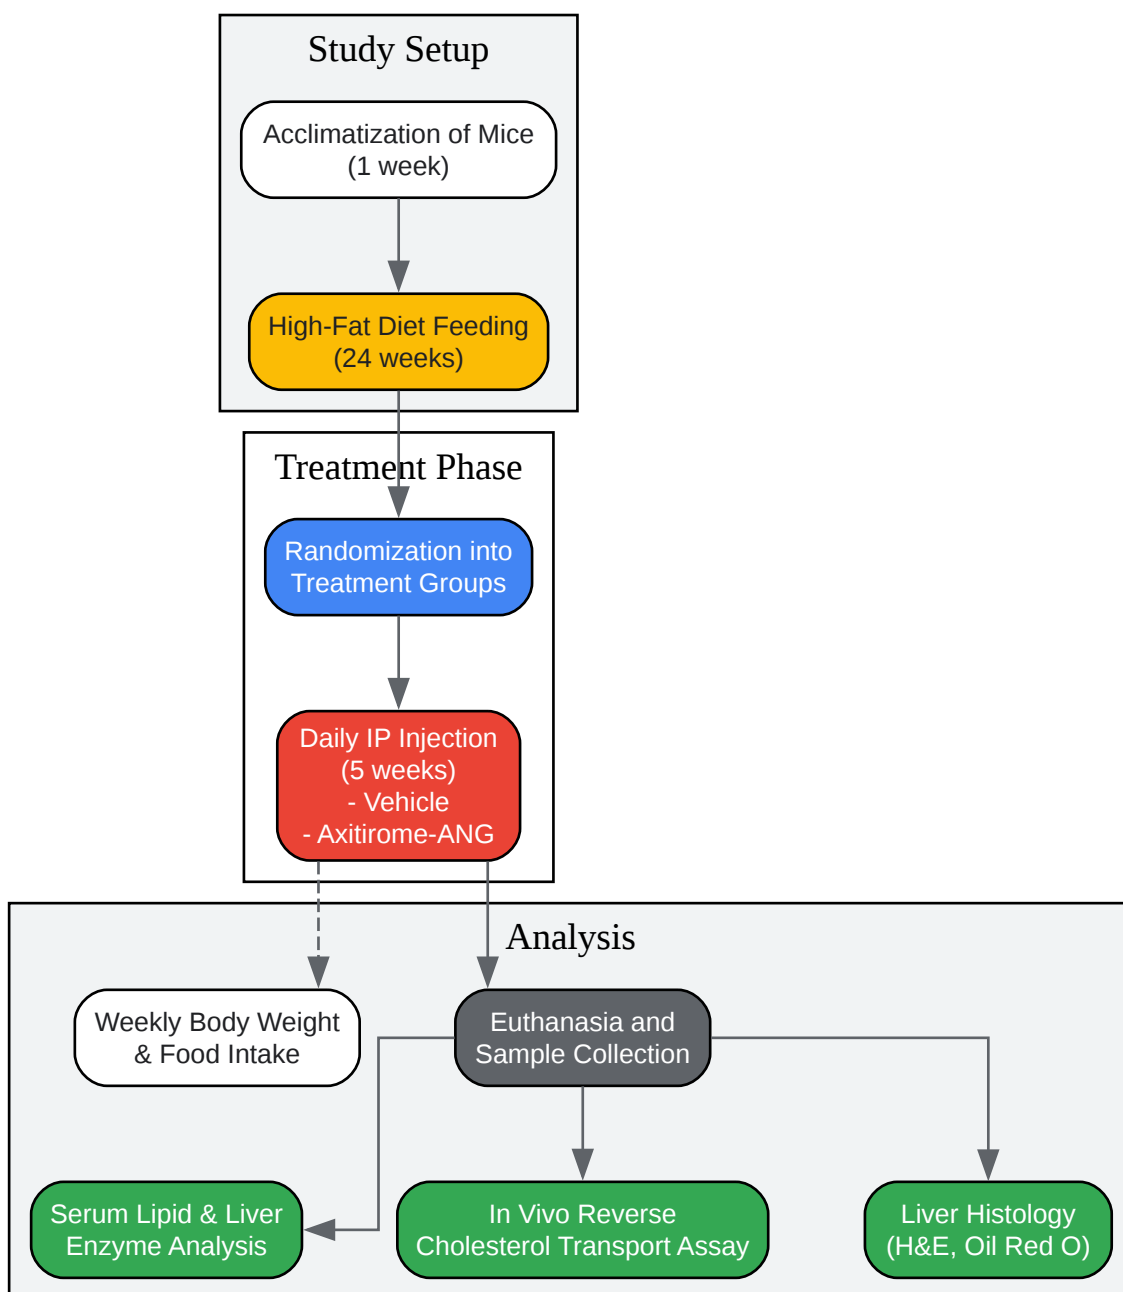 Study Setup
Acclimatization of Mice
(1 week)
High-Fat Diet Feeding
(24 weeks)
Treatment Phase
Randomization into
Treatment Groups
Daily IP Injection
(5 weeks)
- Vehicle
- Axitirome-ANG
Analysis
Weekly Body Weight
& Food Intake
Euthanasia and
Sample Collection
Serum Lipid & Liver
Enzyme Analysis
In Vivo Reverse
Cholesterol Transport Assay
Liver Histology
(H&E, Oil Red O)